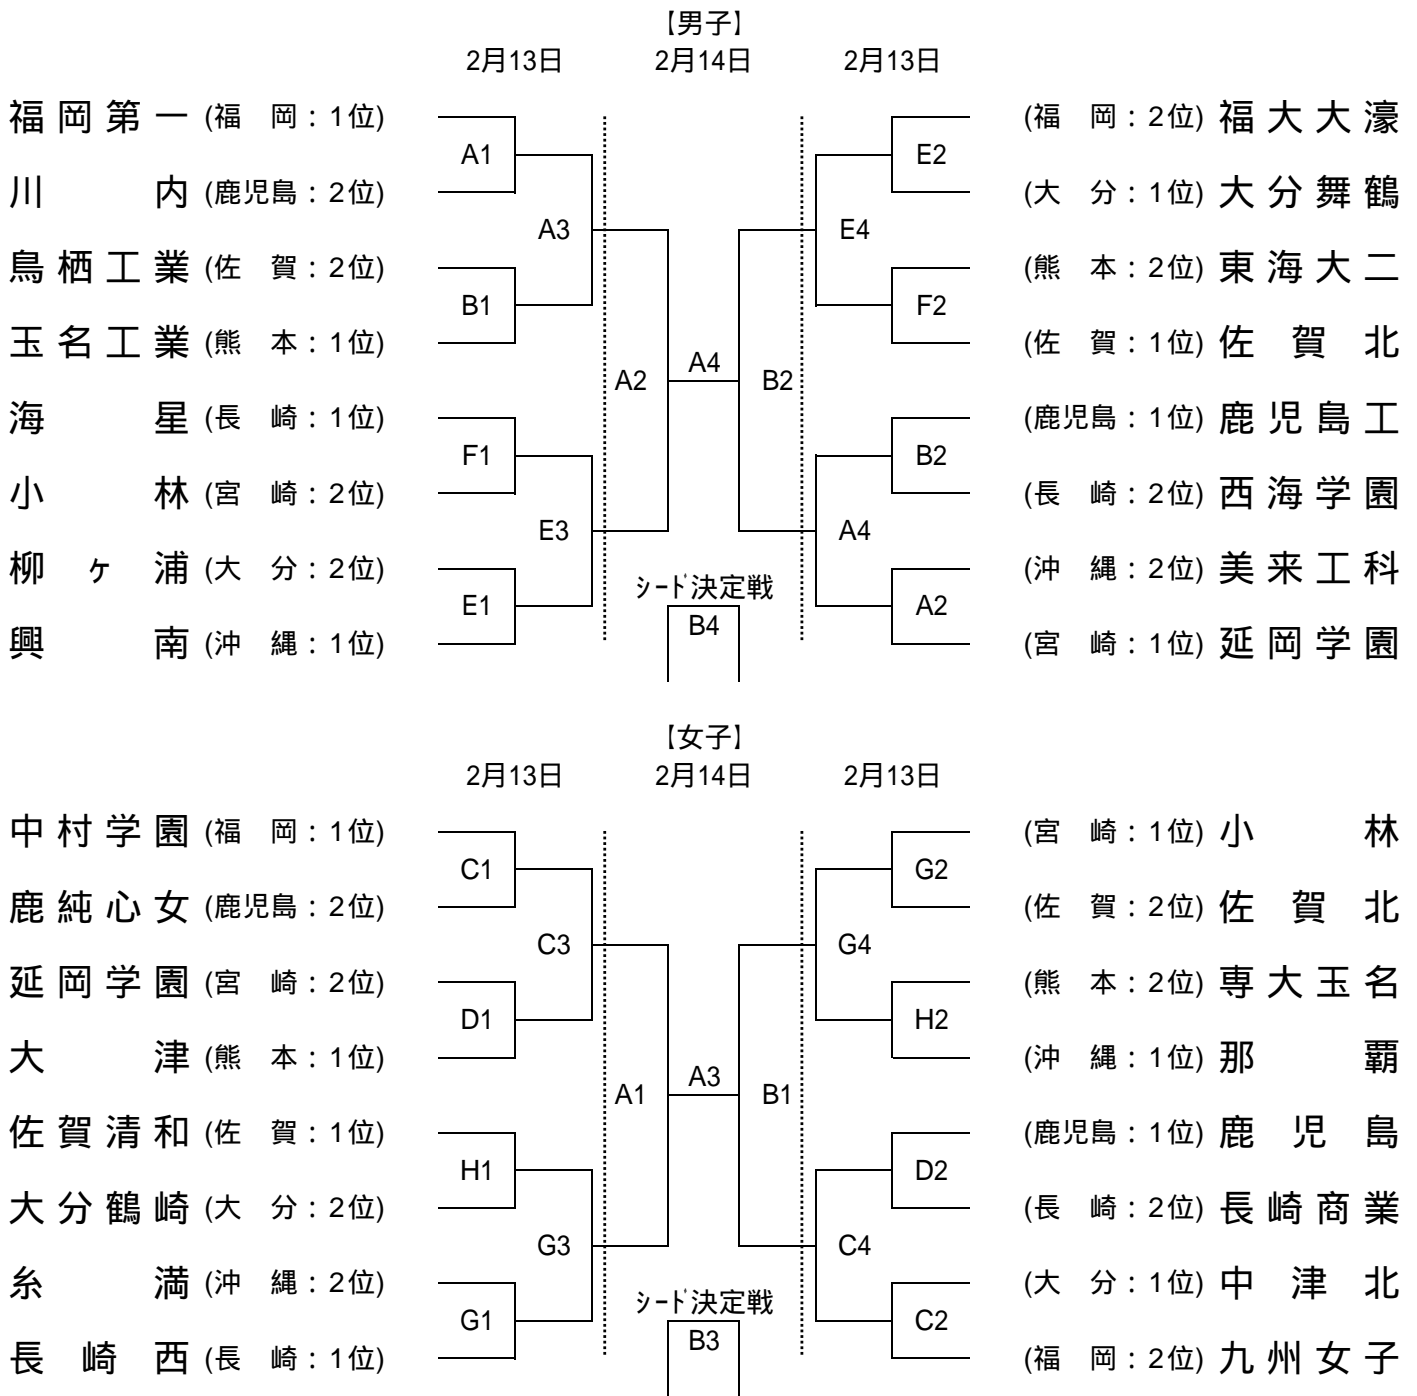 【男子】
2月13日 2月14日 2月13日
福岡第一 (福 岡：1位) (福 岡：2位) 福大大濠
A1 E2
川 内 (鹿児島：2位) (大 分：1位) 大分舞鶴
A3 E4
鳥栖工業 (佐 賀：2位) (熊 本：2位) 東海大二
B1 F2
玉名工業 (熊 本：1位) (佐 賀：1位) 佐賀北
A2 A4 B2
海 星 (長 崎：1位) (鹿児島：1位) 鹿児島工
F1 B2
小 林 (宮 崎：2位) (長 崎：2位) 西海学園
E3 A4
柳ヶ浦 (大 分：2位) (沖 縄：2位) 美来工科
シード決定戦
E1 B4 A2
興 南 (沖 縄：1位) (宮 崎：1位) 延岡学園
【女子】
2月13日 2月14日 2月13日
中村学園 (福 岡：1位) (宮 崎：1位) 小 林
C1 G2
鹿純心女 (鹿児島：2位) (佐 賀：2位) 佐賀北
C3 G4
延岡学園 (宮 崎：2位) (熊 本：2位) 専大玉名
D1 H2
大 津 (熊 本：1位) (沖 縄：1位) 那 覇
A1 A3 B1
佐賀清和 (佐 賀：1位) (鹿児島：1位) 鹿児島
H1 D2
大分鶴崎 (大 分：2位) (長 崎：2位) 長崎商業
G3 C4
糸 満 (沖 縄：2位) (大 分：1位) 中津北
シード決定戦
G1 B3 C2
長崎西 (長 崎：1位) (福 岡：2位) 九州女子